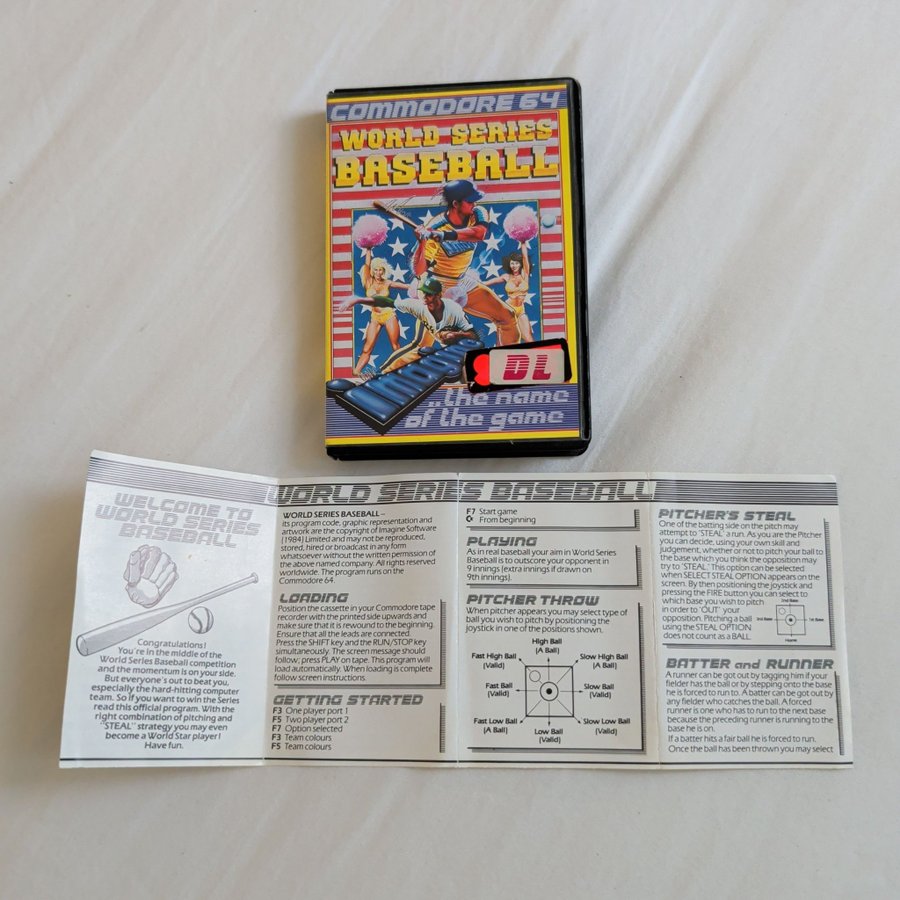 COMMODORE 64
WORLD SERIES
BASEBALL
imagine
DL
...the name
of the game
WELCOME TO
WORLD SERIES
BASEBALL
Congratulations!
You're in the middle of the
World Series Baseball competition
and the momentum is on your side.
But everyone's out to beat you,
especially the hard-hitting computer
team. So if you want to win the Series
read this official program. With the
right combination of pitching and
"STEAL" strategy you may even
become a World Star player!
Have fun.
WORLD SERIES BASEBALL
WORLD SERIES BASEBALL –
its program code, graphic representation and
artwork are the copyright of Imagine Software
(1984) Limited and may not be reproduced,
stored, hired or broadcast in any form
whatsoever without the written permission of
the above named company. All rights reserved
worldwide. The program runs on the
Commodore 64.
LOADING
Position the cassette in your Commodore tape
recorder with the printed side upwards and
make sure that it is rewound to the beginning.
Ensure that all the leads are connected.
Press the SHIFT key and the RUN/STOP key
simultaneously. The screen message should
follow; press PLAY on tape. This program will
load automatically. When loading is complete
follow screen instructions.
GETTING STARTED
F3 One player port 1
F5 Two player port 2
F7 Option selected
F3 Team colours
F5 Team colours
F7 Start game
C= From beginning
PLAYING
As in real baseball your aim in World Series
Baseball is to outscore your opponent in
9 innings (extra innings if drawn on
9th innings).
PITCHER THROW
When pitcher appears you may select type of
ball you wish to pitch by positioning the
joystick in one of the positions shown.
High Ball
(A Ball)
Fast High Ball
(Valid)
Slow High Ball
(A Ball)
Fast Ball
(Valid)
Slow Ball
(Valid)
Fast Low Ball
(A Ball)
Low Ball
(Valid)
Slow Low Ball
(Valid)
PITCHER'S STEAL
One of the batting side on the pitch may
attempt to 'STEAL' a run. As you are the Pitcher
you can decide, using your own skill and
judgement, whether or not to pitch your ball to
the base which you think the opposition may
try to 'STEAL'. This option can be selected
when SELECT STEAL OPTION appears on the
screen. By then positioning the joystick and
pressing the FIRE button you can select to
which base you wish to pitch
in order to "OUT" your
opposition. Pitching a ball
using the STEAL OPTION
does not count as a BALL.
2nd Base
3rd Base
1st Base
Home
BATTER and RUNNER
A runner can be got out by tagging him if your
fielder has the ball or by stepping onto the base
he is forced to run to. A batter can be got out by
any fielder who catches the ball. A forced
runner is one who has to run to the next base
because the preceding runner is running to the
base he is on.
If a batter hits a fair ball he is forced to run.
Once the ball has been thrown you may select